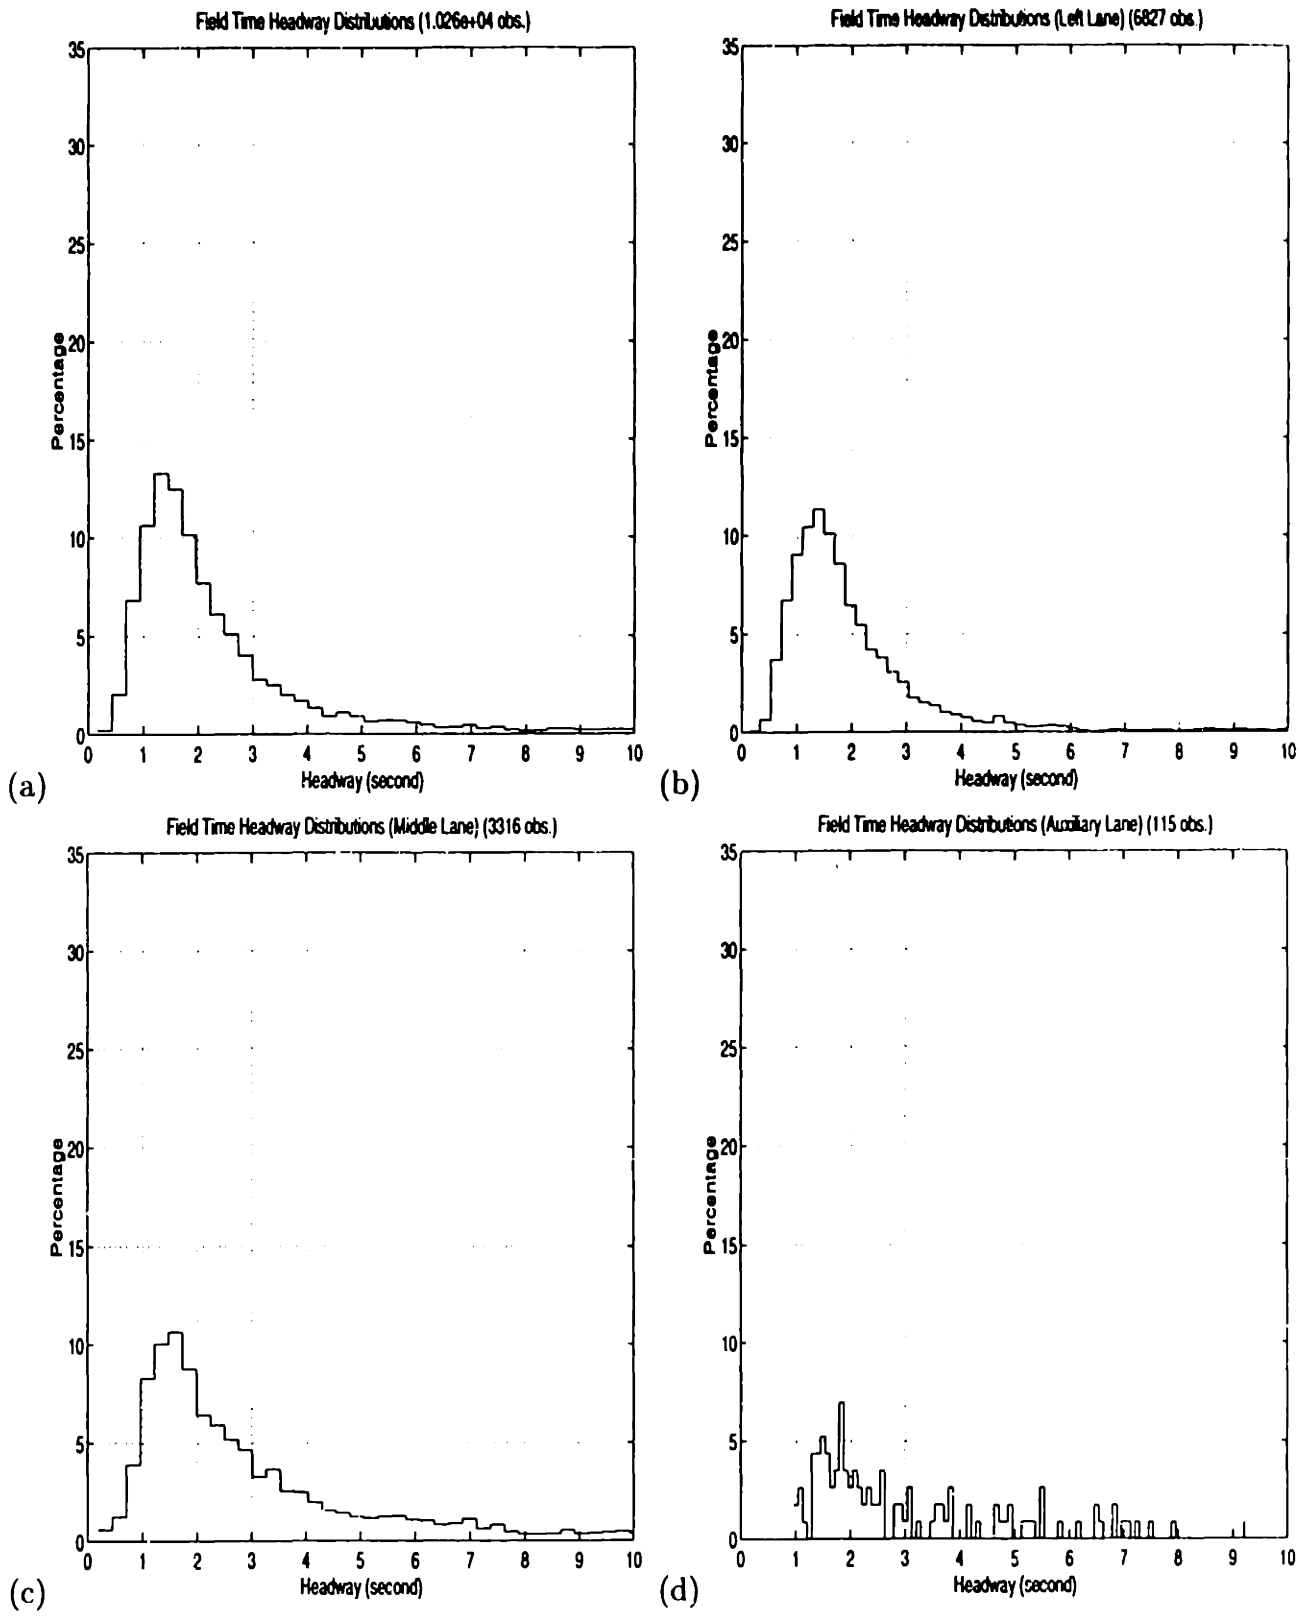 Field Time Headway Distributions (1.026e+04 obs.)
35
30
25
20
15
10
5
0
Percentage
0 1 2 3 4 5 6 7 8 9 10
Headway (second)
(a)
Field Time Headway Distributions (Left Lane) (6827 obs.)
35
30
25
20
15
10
5
0
Percentage
0 1 2 3 4 5 6 7 8 9 10
Headway (second)
(b)
Field Time Headway Distributions (Middle Lane) (3316 obs.)
35
30
25
20
15
10
5
0
Percentage
0 1 2 3 4 5 6 7 8 9 10
Headway (second)
(c)
Field Time Headway Distributions (Auxiliary Lane) (115 obs.)
35
30
25
20
15
10
5
0
Percentage
0 1 2 3 4 5 6 7 8 9 10
Headway (second)
(d)